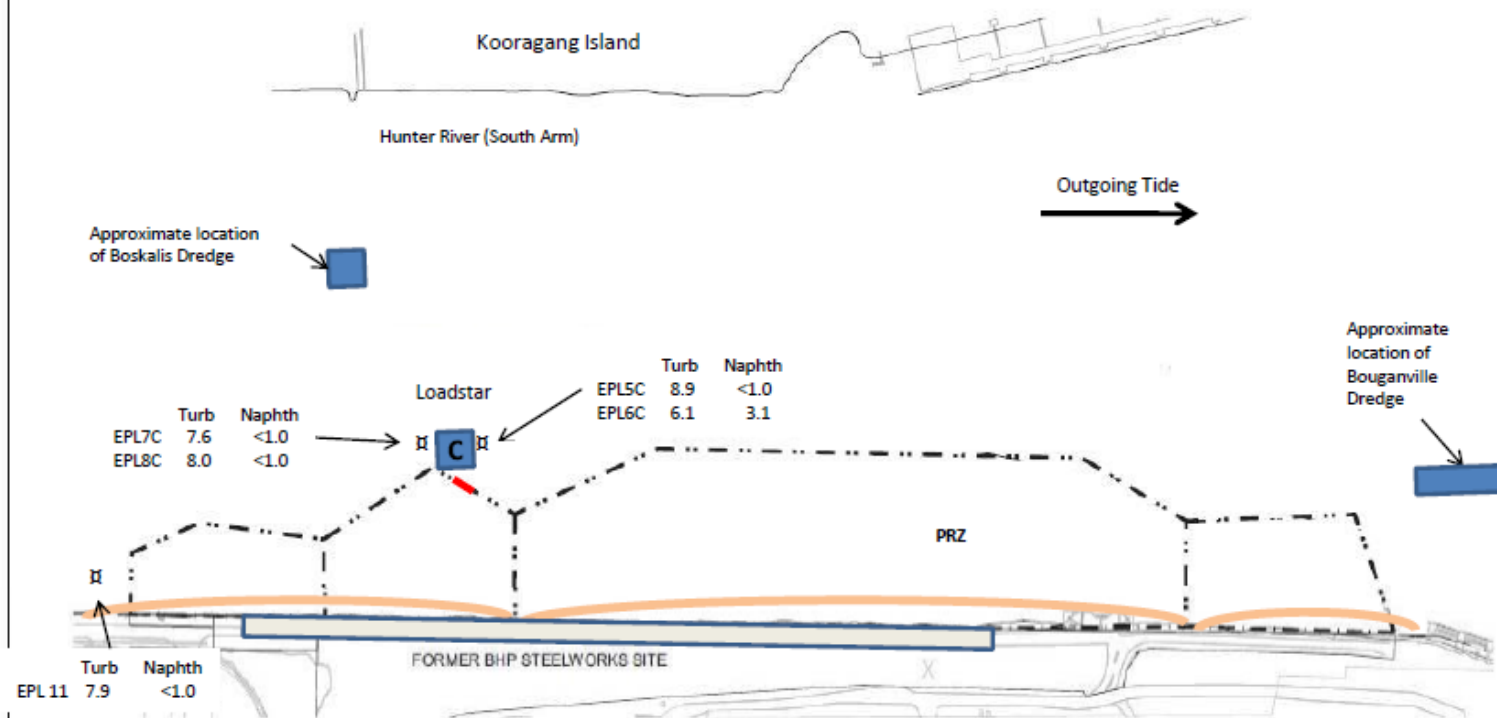 Kooragang Island
Hunter River (South Arm)
Outgoing Tide
Approximate location
of Boskalis Dredge
Approximate
location of
Bouganville
Dredge
Turb Naphth
EPL5C 8.9 <1.0
EPL6C 6.1 3.1
Loadstar
Turb Naphth
EPL7C 7.6 <1.0
EPL8C 8.0 <1.0
C
PRZ
FORMER BHP STEELWORKS SITE
Turb Naphth
EPL 11 7.9 <1.0